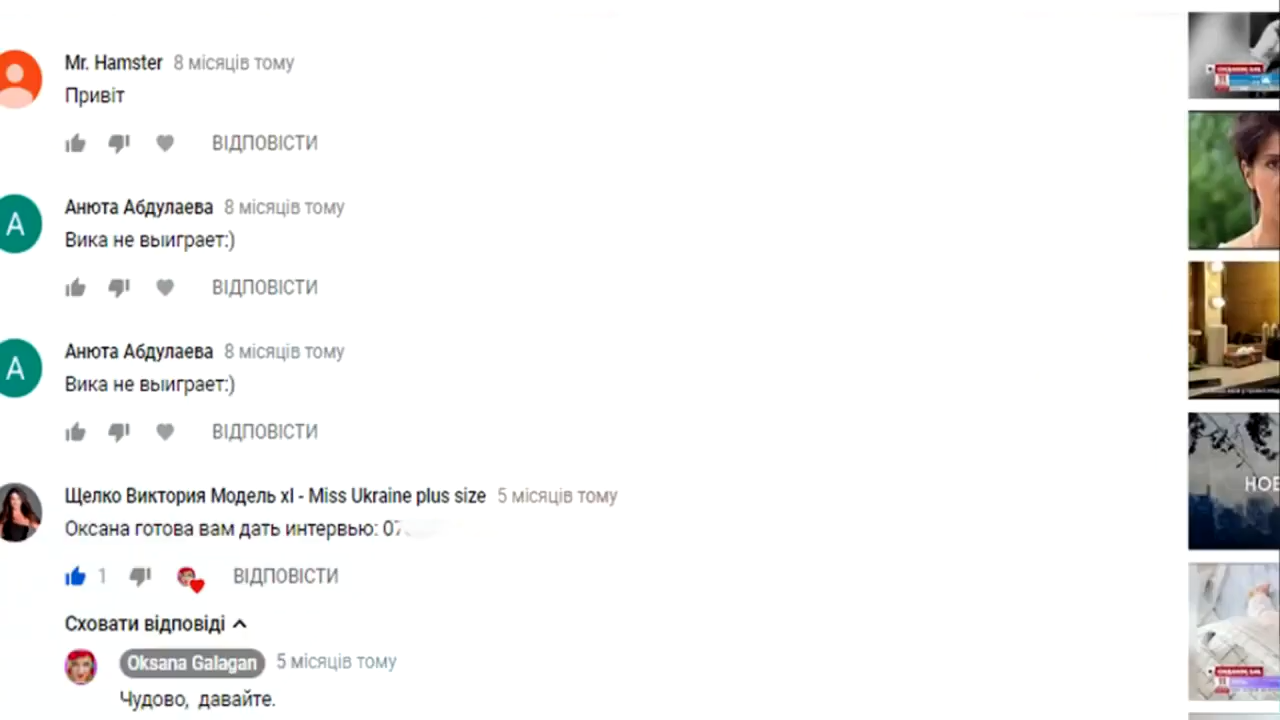 Mr. Hamster 8 місяців тому
Привіт
ВІДПОВІСТИ
Анюта Абдулаева 8 місяців тому
Вика не выиграет:)
ВІДПОВІСТИ
Анюта Абдулаева 8 місяців тому
Вика не выиграет:)
ВІДПОВІСТИ
Щелко Виктория Модель xl - Miss Ukraine plus size 5 місяців тому
Оксана готова вам дать интервью: 07
1 ВІДПОВІСТИ
Сховати відповіді
Oksana Galagan 5 місяців тому
Чудово, давайте.
А
А
НОВ